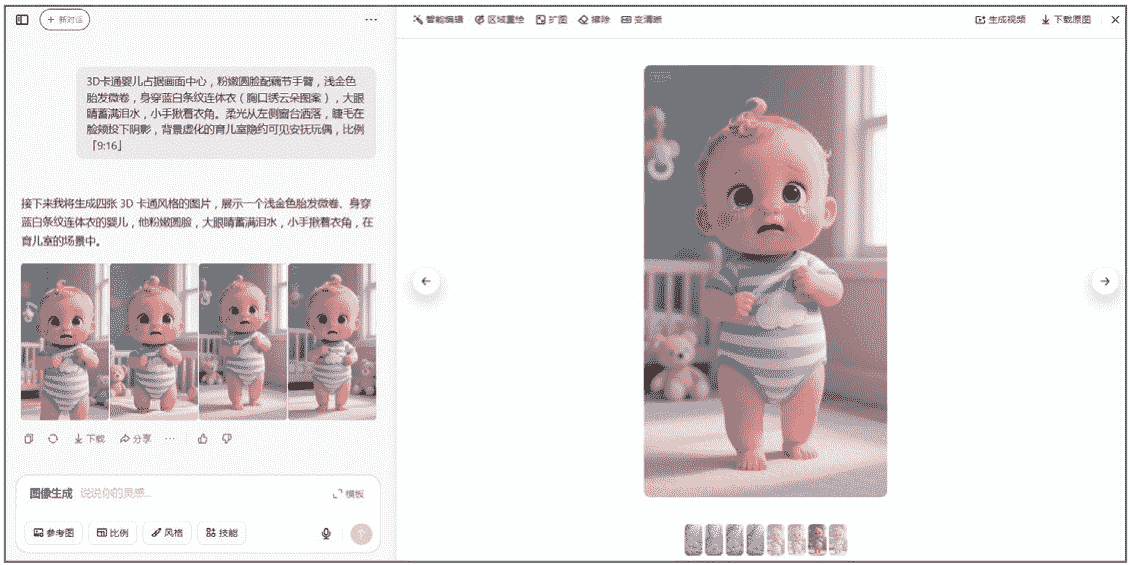 + 新对话
智能编辑 区域重绘 扩图 擦除 变清晰 生成视频 下载原图
3D卡通婴儿占据画面中心，粉嫩圆脸配藕节手臂，浅金色
胎发微卷，身穿蓝白条纹连体衣（胸口绣云朵图案），大眼
睛蓄满泪水，小手揪着衣角。柔光从左侧窗台洒落，睫毛在
脸颊投下阴影，背景虚化的育儿室隐约可见安抚玩偶，比例
「9:16」
接下来我将生成四张 3D 卡通风格的图片，展示一个浅金色胎发微卷、身穿
蓝白条纹连体衣的婴儿，他粉嫩圆脸，大眼睛蓄满泪水，小手揪着衣角，在
育儿室的场景中。
下载 分享
图像生成 说说你的灵感... 模板
参考图 比例 风格 技能